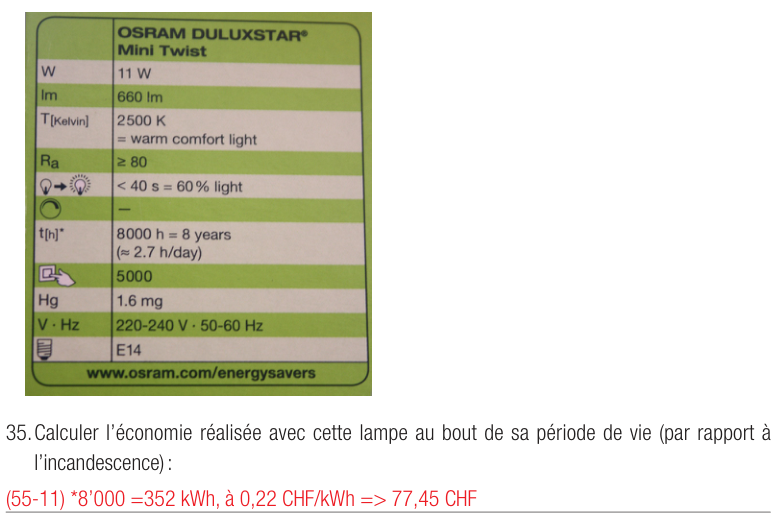 OSRAM DULUXSTAR®
Mini Twist
W 11 W
lm 660 lm
T[Kelvin] 2500 K
= warm comfort light
Ra ≥ 80
< 40 s = 60 % light
—
t[h]* 8000 h = 8 years
(≈ 2.7 h/day)
5000
Hg 1.6 mg
V · Hz 220-240 V · 50-60 Hz
E14
www.osram.com/energysavers
35. Calculer l’économie réalisée avec cette lampe au bout de sa période de vie (par rapport à
l’incandescence) :
(55-11) *8’000 =352 kWh, à 0,22 CHF/kWh => 77,45 CHF